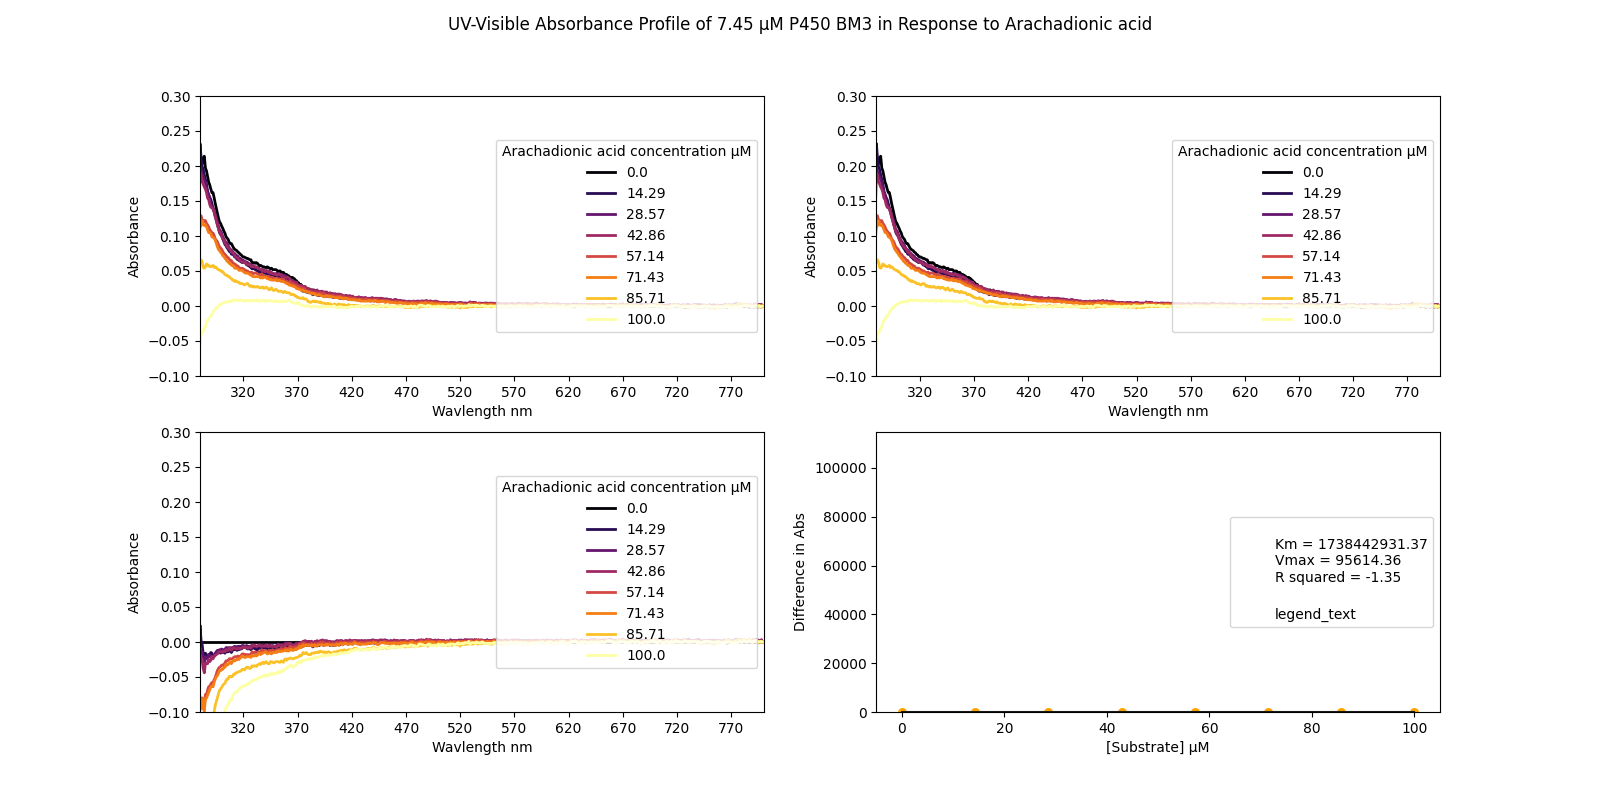 UV-Visible Absorbance Profile of 7.45 µM P450 BM3 in Response to Arachadionic acid
0.30
0.25
0.20
0.15
0.10
0.05
0.00
−0.05
−0.10
Absorbance
Arachadionic acid concentration µM
0.0
14.29
28.57
42.86
57.14
71.43
85.71
100.0
320 370 420 470 520 570 620 670 720 770
Wavlength nm
0.30
0.25
0.20
0.15
0.10
0.05
0.00
−0.05
−0.10
Absorbance
Arachadionic acid concentration µM
0.0
14.29
28.57
42.86
57.14
71.43
85.71
100.0
320 370 420 470 520 570 620 670 720 770
Wavlength nm
0.30
0.25
0.20
0.15
0.10
0.05
0.00
−0.05
−0.10
Absorbance
Arachadionic acid concentration µM
0.0
14.29
28.57
42.86
57.14
71.43
85.71
100.0
320 370 420 470 520 570 620 670 720 770
Wavlength nm
100000
80000
60000
40000
20000
0
Difference in Abs
Km = 1738442931.37
Vmax = 95614.36
R squared = -1.35
legend_text
0 20 40 60 80 100
[Substrate] µM